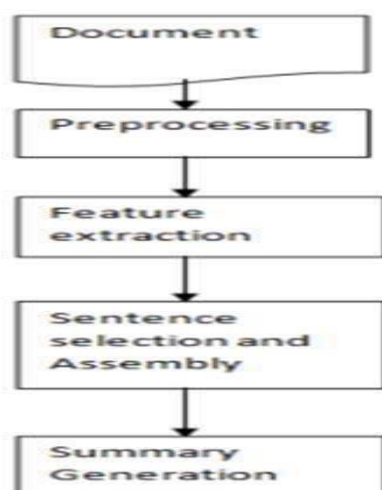 Document
Preprocessing
Feature
extraction
Sentence
selection and
Assembly
Summary
Generation